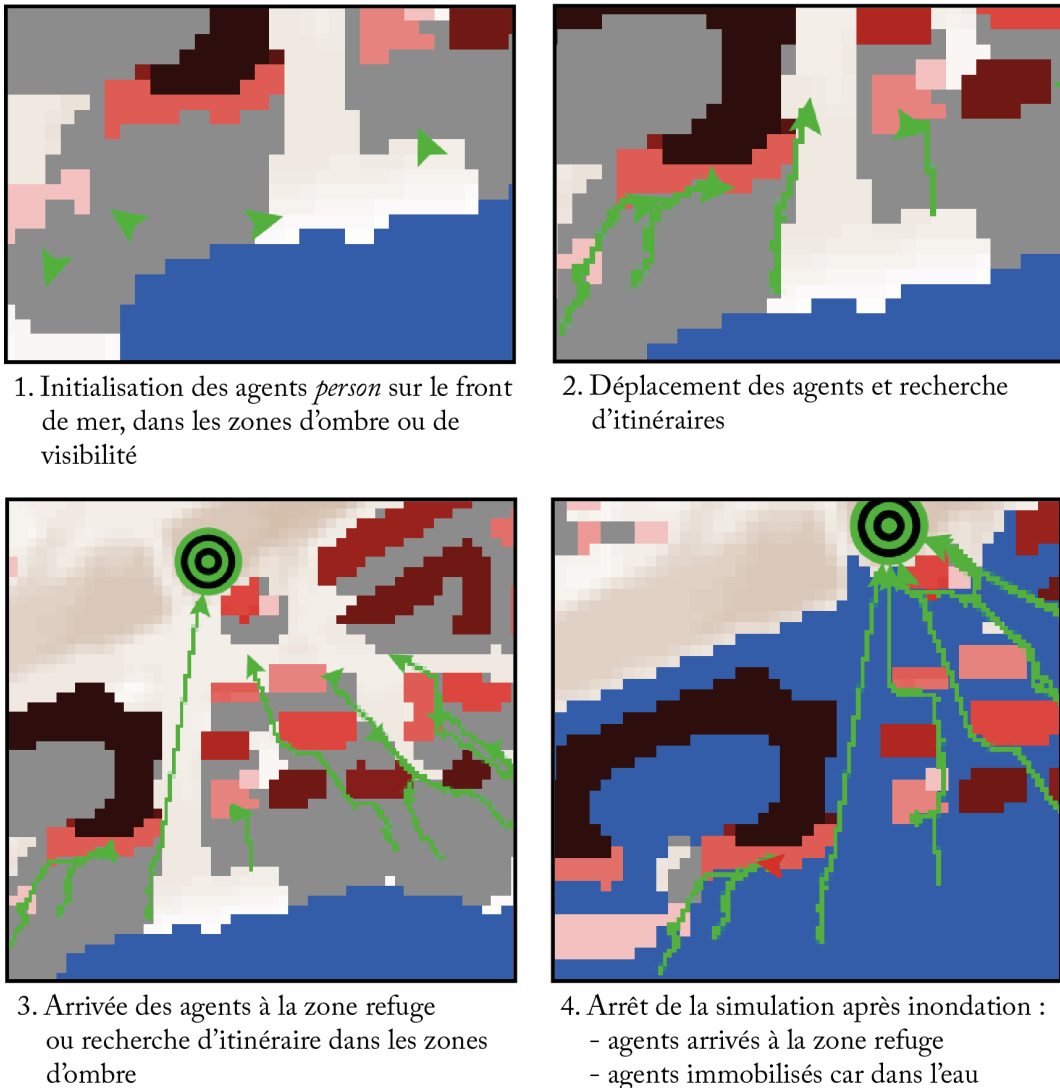 1. Initialisation des agents person sur le front
de mer, dans les zones d'ombre ou de
visibilité
2. Déplacement des agents et recherche
d'itinéraires
3. Arrivée des agents à la zone refuge
ou recherche d'itinéraire dans les zones
d'ombre
4. Arrêt de la simulation après inondation :
- agents arrivés à la zone refuge
- agents immobilisés car dans l'eau